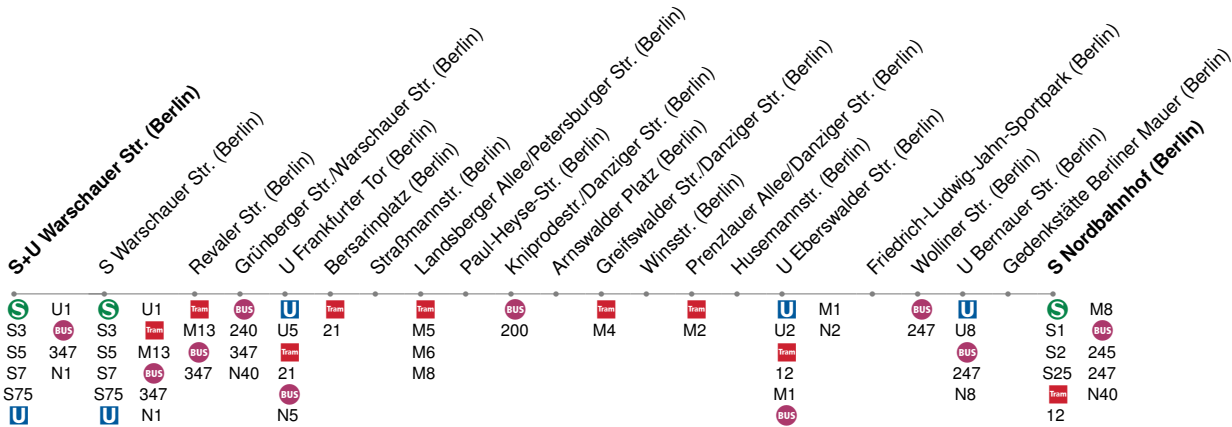 S+U Warschauer Str. (Berlin)
S Warschauer Str. (Berlin)
Revaler Str. (Berlin)
Grünberger Str./Warschauer Str. (Berlin)
U Frankfurter Tor (Berlin)
Bersarinplatz (Berlin)
Straßmannstr. (Berlin)
Landsberger Allee/Petersburger Str. (Berlin)
Paul-Heyse-Str. (Berlin)
Kniprodestr./Danziger Str. (Berlin)
Arnswalder Platz (Berlin)
Greifswalder Str./Danziger Str. (Berlin)
Winsstr. (Berlin)
Prenzlauer Allee/Danziger Str. (Berlin)
Husemannstr. (Berlin)
U Eberswalder Str. (Berlin)
Friedrich-Ludwig-Jahn-Sportpark (Berlin)
Wolliner Str. (Berlin)
U Bernauer Str. (Berlin)
Gedenkstätte Berliner Mauer (Berlin)
S Nordbahnhof (Berlin)
S U1 S U1 Tram BUS U Tram Tram BUS Tram Tram U M1 BUS U S M8
S3 BUS S3 Tram M13 240 U5 21 M5 200 M4 M2 U2 N2 247 U8 S1 BUS
S5 347 S5 M13 BUS 347 Tram M6 Tram BUS S2 245
S7 N1 S7 BUS 347 N40 21 M8 12 247 S25 247
S75 S75 347 BUS M1 N8 Tram N40
U U N1 N5 BUS 12